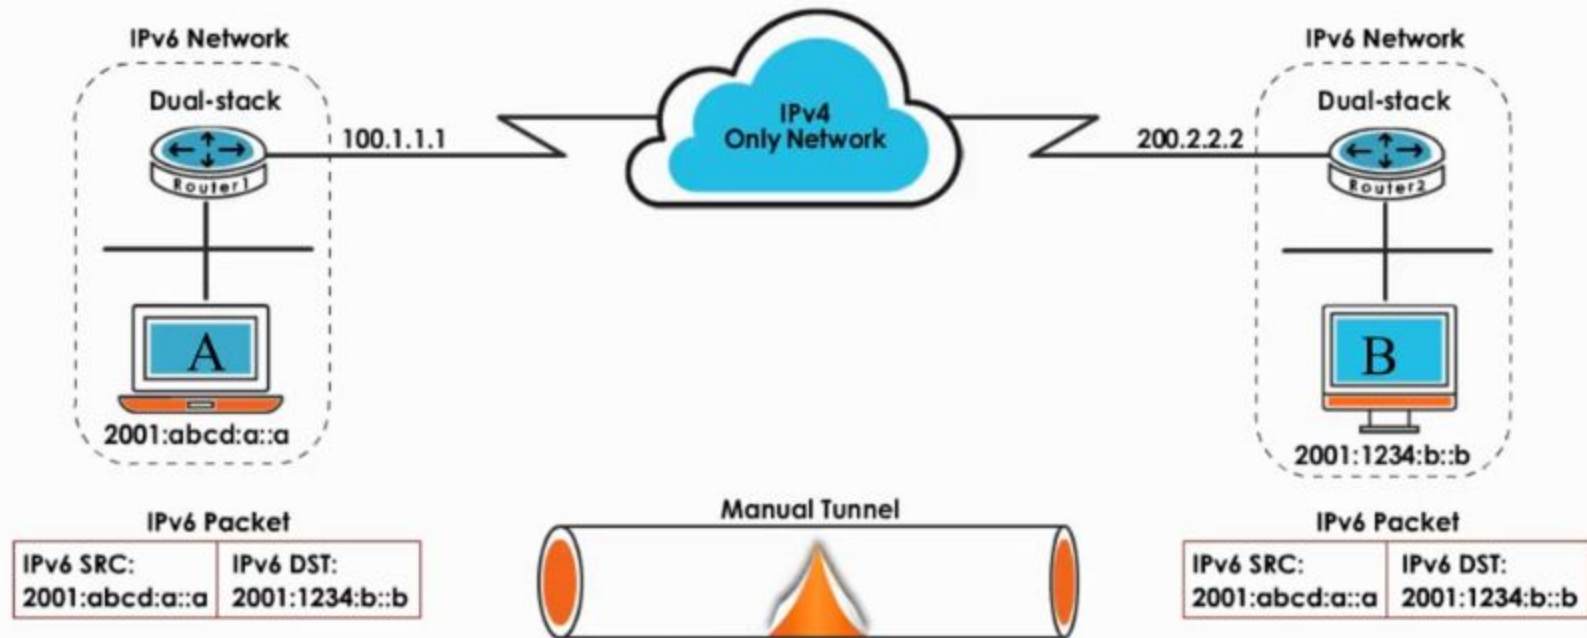 IPv6 Network
Dual-stack
100.1.1.1
Router1
A
2001:abcd:a::a
IPv4
Only Network
IPv6 Network
Dual-stack
200.2.2.2
Router2
B
2001:1234:b::b
IPv6 Packet
IPv6 SRC:
2001:abcd:a::a
IPv6 DST:
2001:1234:b::b
Manual Tunnel
IPv6 Packet
IPv6 SRC:
2001:abcd:a::a
IPv6 DST:
2001:1234:b::b